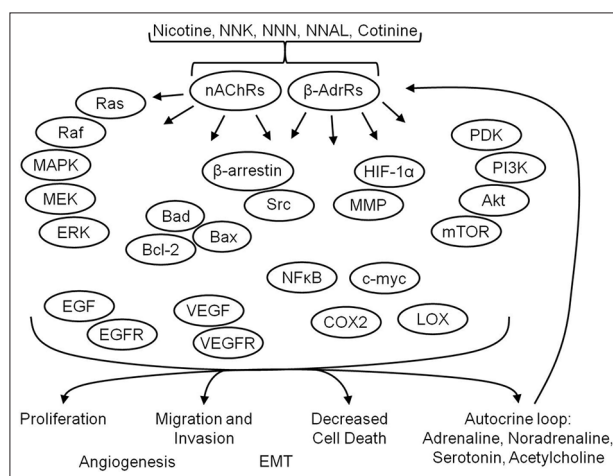 Nicotine, NNK, NNN, NNAL, Cotinine
nAChRs
β-AdrRs
Ras
Raf
MAPK
MEK
ERK
β-arrestin
Src
HIF-1α
MMP
PDK
PI3K
Akt
mTOR
Bad
Bax
Bcl-2
NFκB
c-myc
EGF
EGFR
VEGF
VEGFR
COX2
LOX
Proliferation
Migration and
Invasion
Decreased
Cell Death
Autocrine loop:
Adrenaline, Noradrenaline,
Serotonin, Acetylcholine
Angiogenesis
EMT